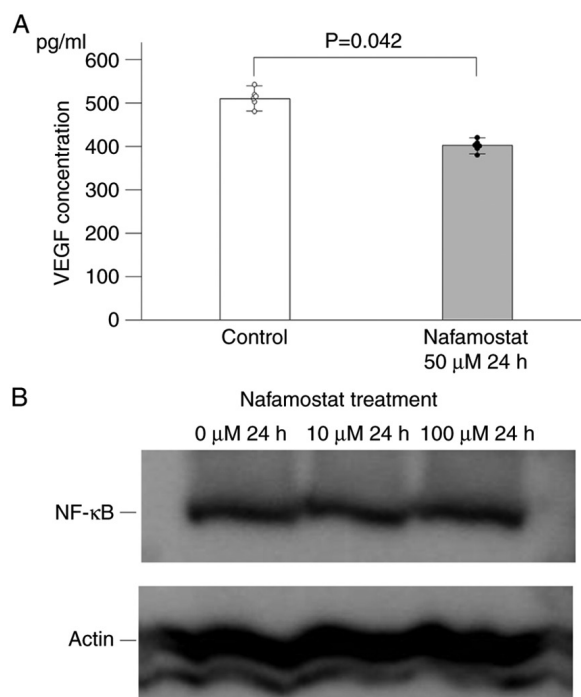 A
pg/ml
P=0.042
600
500
400
300
200
100
0
VEGF concentration
Control
Nafamostat
50 μM 24 h
B
Nafamostat treatment
0 μM 24 h 10 μM 24 h 100 μM 24 h
NF-κB
Actin